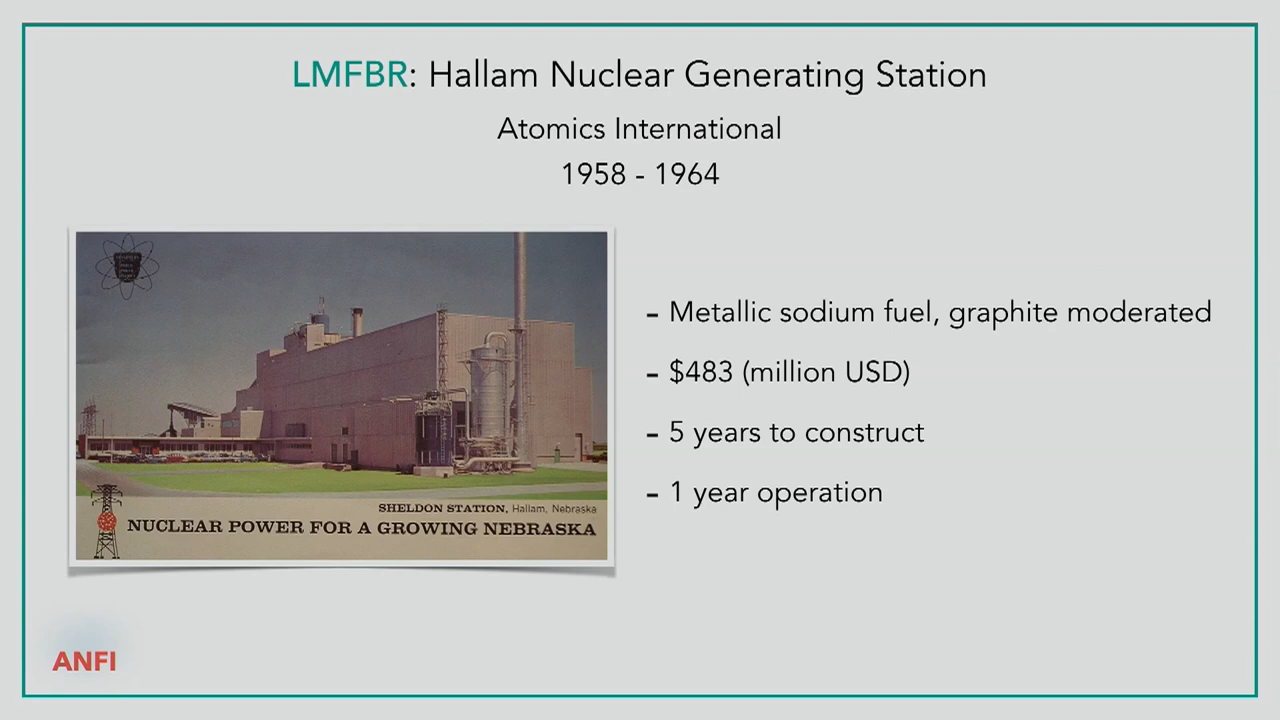 LMFBR: Hallam Nuclear Generating Station
Atomics International
1958 - 1964
- Metallic sodium fuel, graphite moderated
- $483 (million USD)
- 5 years to construct
- 1 year operation
SHELDON STATION, Hallam, Nebraska
NUCLEAR POWER FOR A GROWING NEBRASKA
ANFI